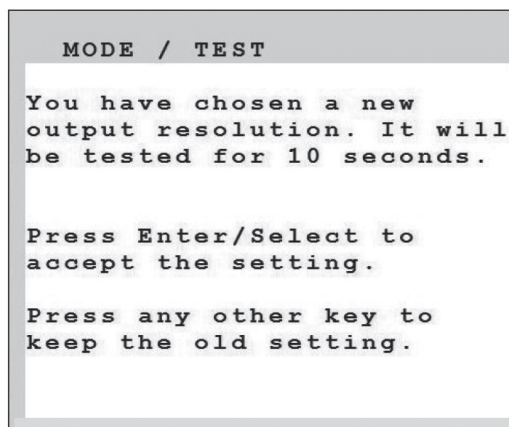 MODE / TEST
You have chosen a new
output resolution. It will
be tested for 10 seconds.
Press Enter/Select to
accept the setting.
Press any other key to
keep the old setting.